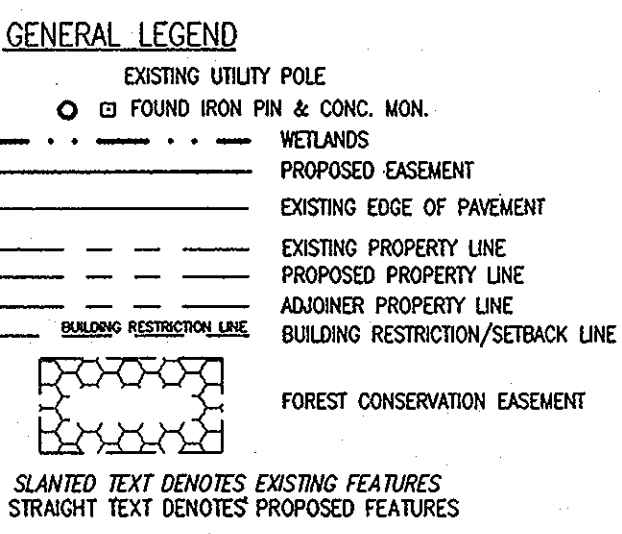 GENERAL LEGEND
EXISTING UTILITY POLE
FOUND IRON PIN & CONC. MON.
WETLANDS
PROPOSED EASEMENT
EXISTING EDGE OF PAVEMENT
EXISTING PROPERTY LINE
PROPOSED PROPERTY LINE
ADJOINER PROPERTY LINE
BUILDING RESTRICTION LINE BUILDING RESTRICTION/SETBACK LINE
FOREST CONSERVATION EASEMENT
SLANTED TEXT DENOTES EXISTING FEATURES
STRAIGHT TEXT DENOTES PROPOSED FEATURES